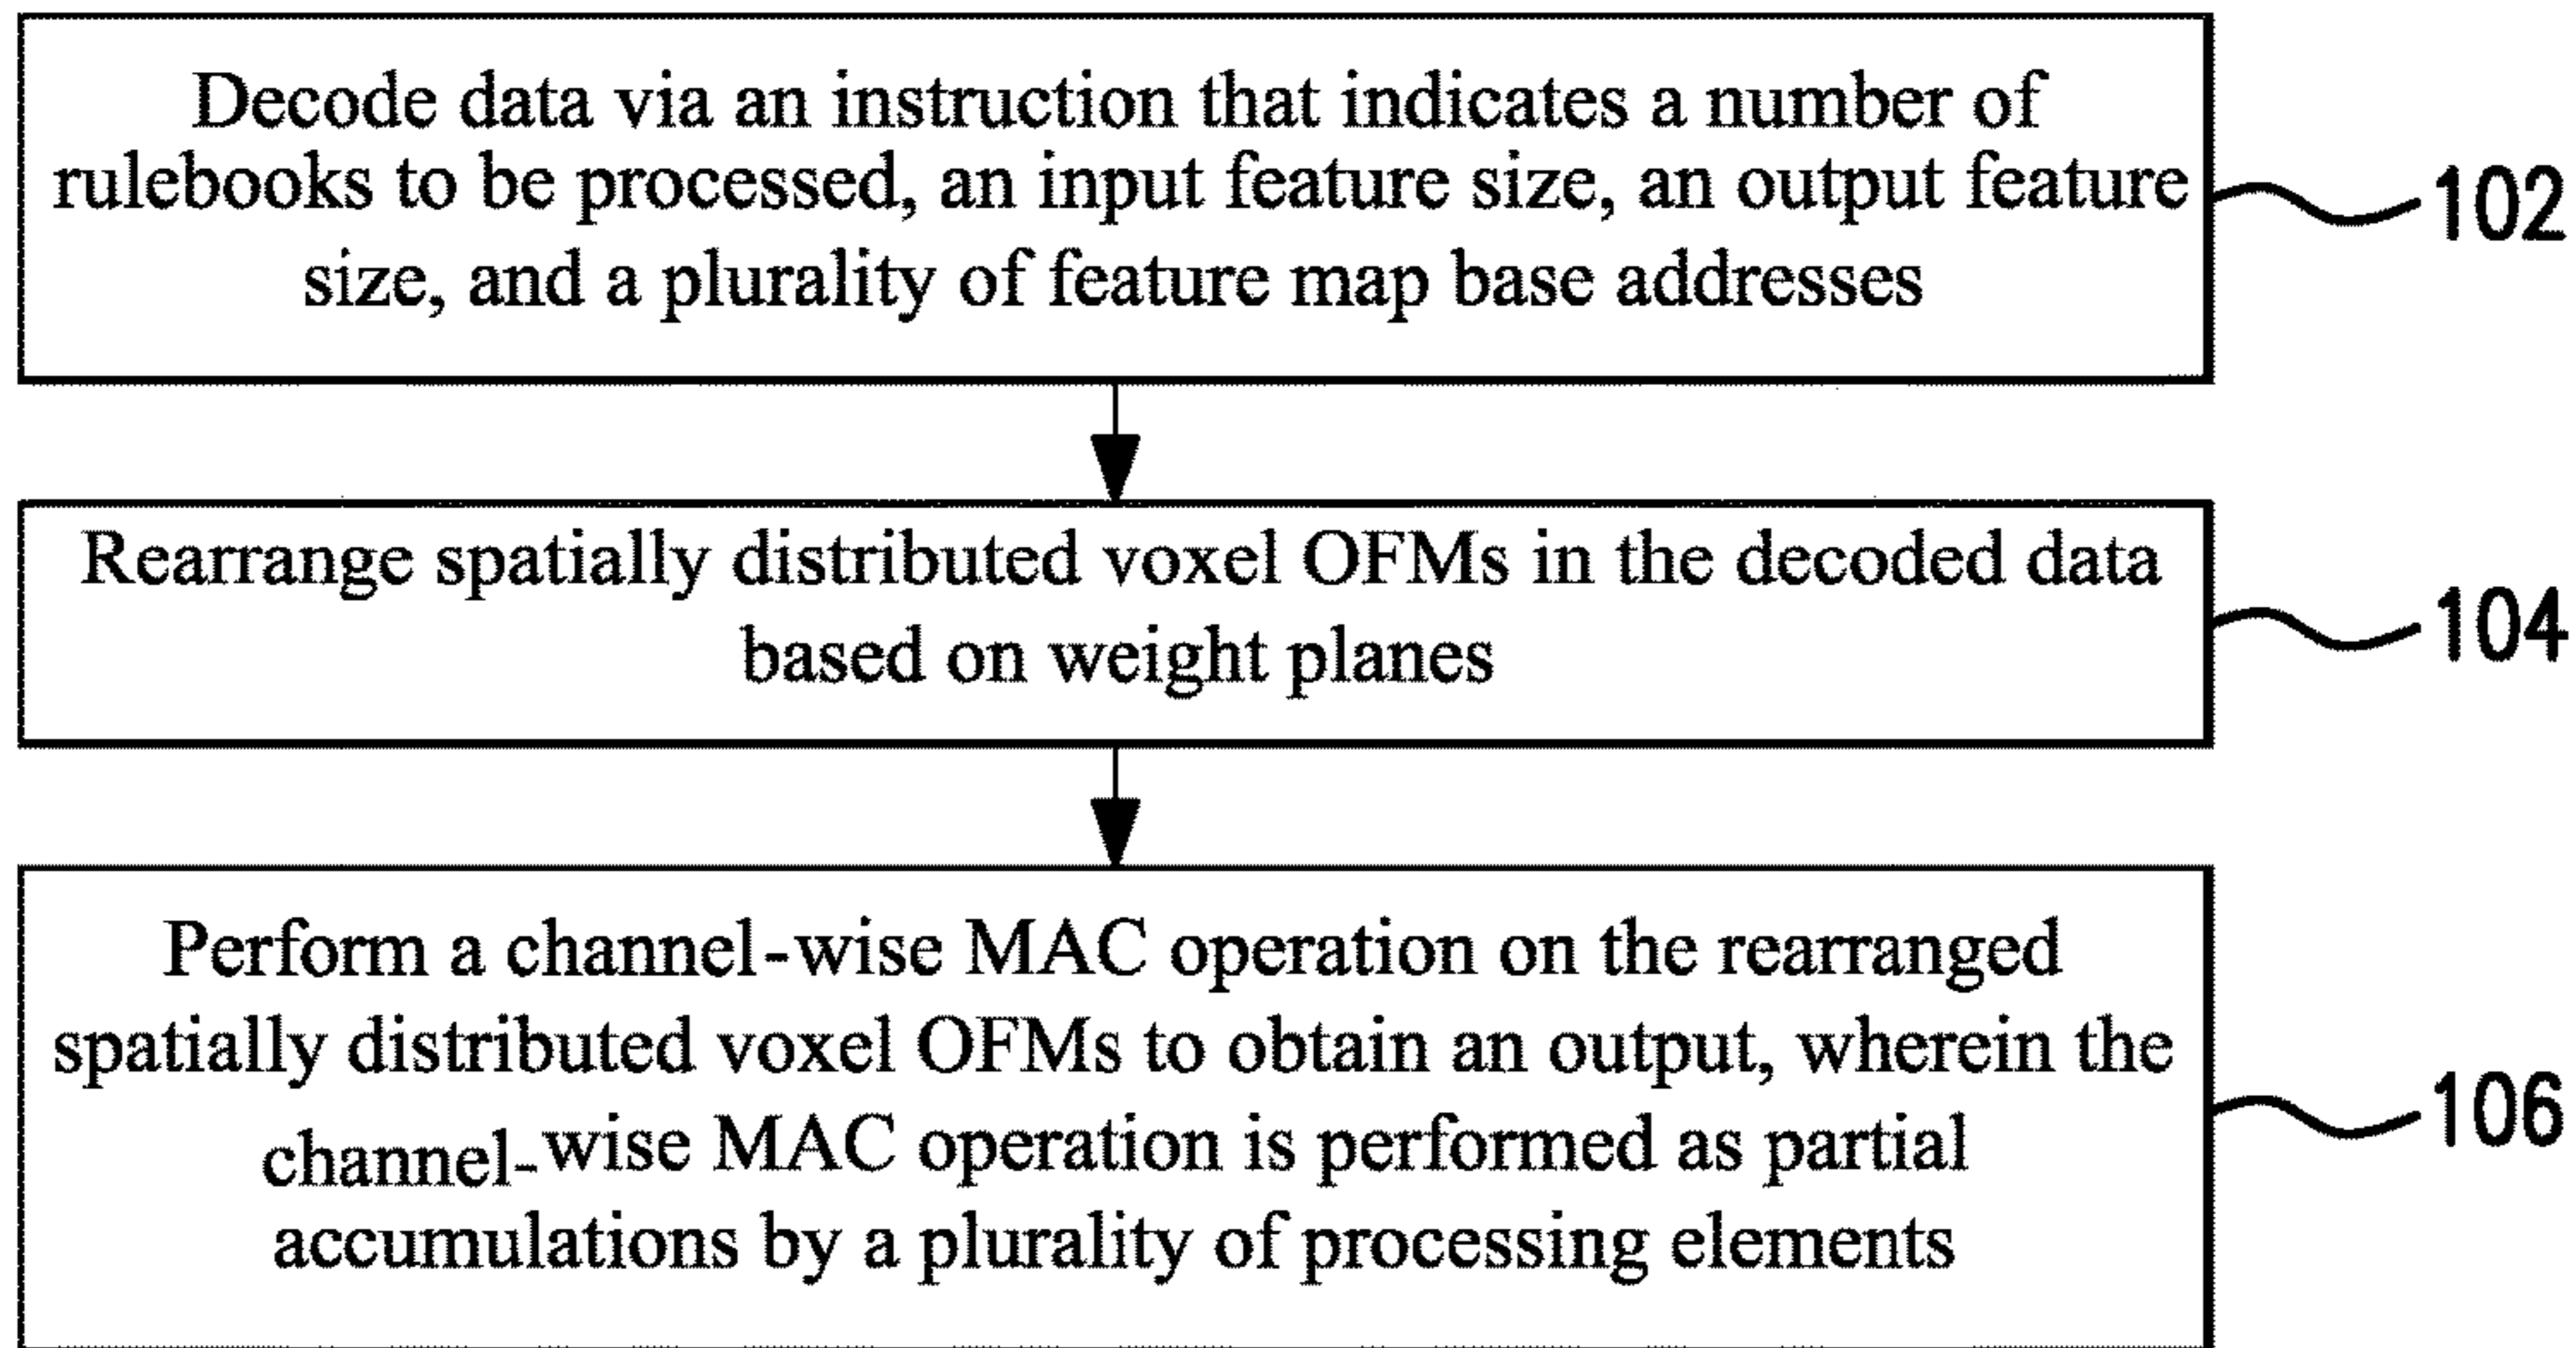 Decode data via an instruction that indicates a number of
rulebooks to be processed, an input feature size, an output feature
size, and a plurality of feature map base addresses
102
Rearrange spatially distributed voxel OFMs in the decoded data
based on weight planes
104
Perform a channel-wise MAC operation on the rearranged
spatially distributed voxel OFMs to obtain an output, wherein the
channel-wise MAC operation is performed as partial
accumulations by a plurality of processing elements
106